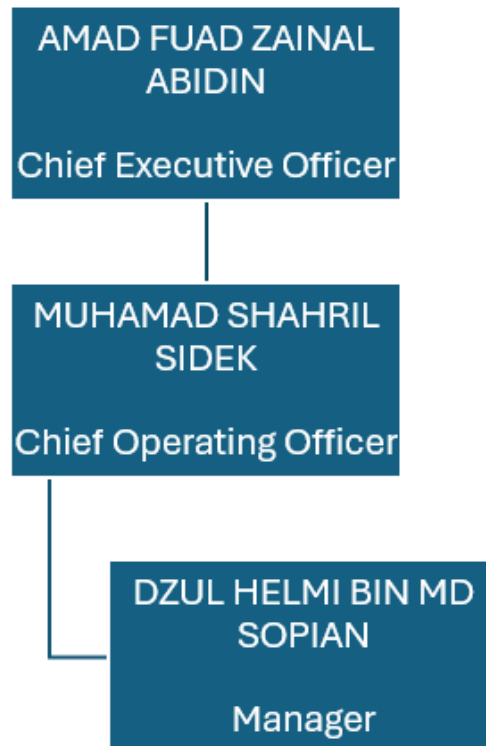 AMAD FUAD ZAINAL
ABIDIN
Chief Executive Officer
MUHAMAD SHAHRIL
SIDEK
Chief Operating Officer
DZUL HELMI BIN MD
SOPIAN
Manager